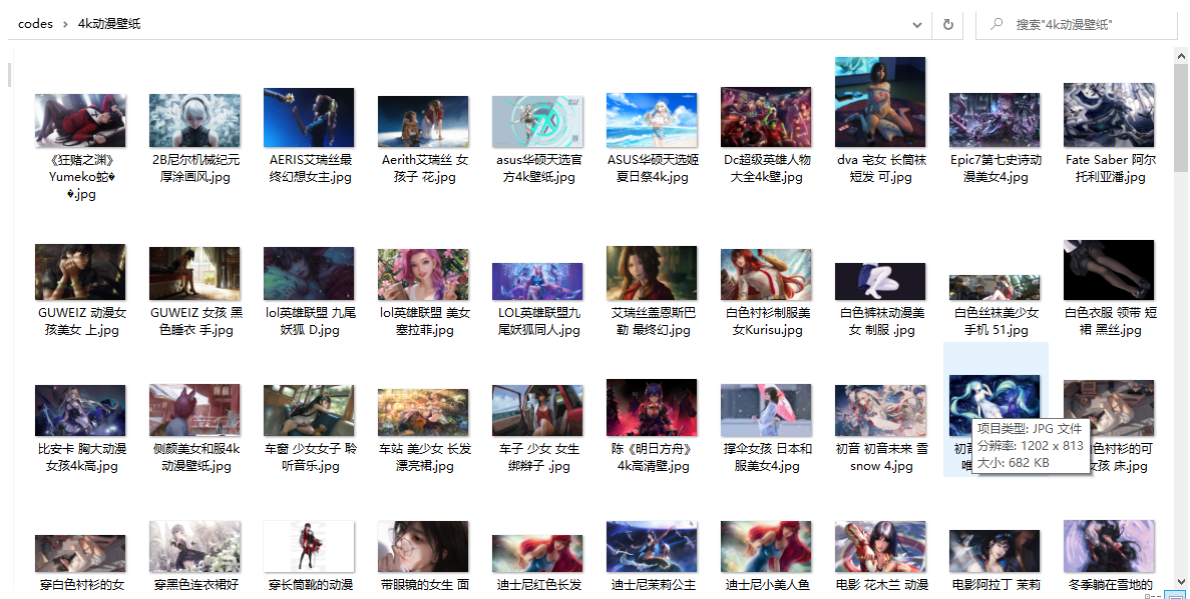 codes › 4k动漫壁纸
搜索"4k动漫壁纸"
《狂赌之渊》
Yumeko蛇�
�.jpg
2B尼尔机械纪元
厚涂画风.jpg
AERIS艾瑞丝最
终幻想女主.jpg
Aerith艾瑞丝 女
孩子 花.jpg
asus华硕天选官
方4k壁纸.jpg
ASUS华硕天选姬
夏日祭4k.jpg
Dc超级英雄人物
大全4k壁.jpg
dva 宅女 长筒袜
短发 可.jpg
Epic7第七史诗动
漫美女4.jpg
Fate Saber 阿尔
托利亚潘.jpg
GUWEIZ 动漫女
孩美女 上.jpg
GUWEIZ 女孩 黑
色睡衣 手.jpg
lol英雄联盟 九尾
妖狐 D.jpg
lol英雄联盟 美女
塞拉菲.jpg
LOL英雄联盟九
尾妖狐同人.jpg
艾瑞丝盖恩斯巴
勒 最终幻.jpg
白色衬衫制服美
女Kurisu.jpg
白色裤袜动漫美
女 制服 .jpg
白色丝袜美少女
手机 51.jpg
白色衣服 领带 短
裙 黑丝.jpg
比安卡 胸大动漫
女孩4k高.jpg
侧颜美女和服4k
动漫壁纸.jpg
车窗 少女女子 聆
听音乐.jpg
车站 美少女 长发
漂亮裙.jpg
车子 少女 女生
绑辫子 .jpg
陈《明日方舟》
4k高清壁.jpg
撑伞女孩 日本和
服美女4.jpg
初音 初音未来 雪
snow 4.jpg
初音
唯
项目类型: JPG 文件
分辨率: 1202 x 813
大小: 682 KB
色衬衫的可
女孩 床.jpg
穿白色衬衫的女
穿黑色连衣裙好
穿长筒靴的动漫
带眼镜的女生 面
迪士尼红色长发
迪士尼茉莉公主
迪士尼小美人鱼
电影 花木兰 动漫
电影阿拉丁 茉莉
冬季躺在雪地的